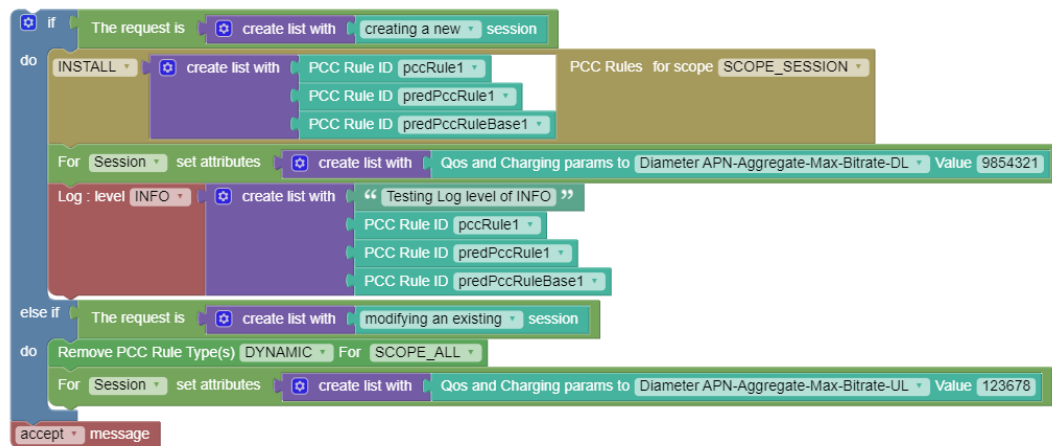 if The request is create list with creating a new session
do INSTALL create list with PCC Rule ID pccRule1 PCC Rules for scope SCOPE_SESSION
PCC Rule ID predPccRule1
PCC Rule ID predPccRuleBase1
For Session set attributes create list with Qos and Charging params to Diameter APN-Aggregate-Max-Bitrate-DL Value 9854321
Log : level INFO create list with “ Testing Log level of INFO ”
PCC Rule ID pccRule1
PCC Rule ID predPccRule1
PCC Rule ID predPccRuleBase1
else if The request is create list with modifying an existing session
do Remove PCC Rule Type(s) DYNAMIC For SCOPE_ALL
For Session set attributes create list with Qos and Charging params to Diameter APN-Aggregate-Max-Bitrate-UL Value 123678
accept message